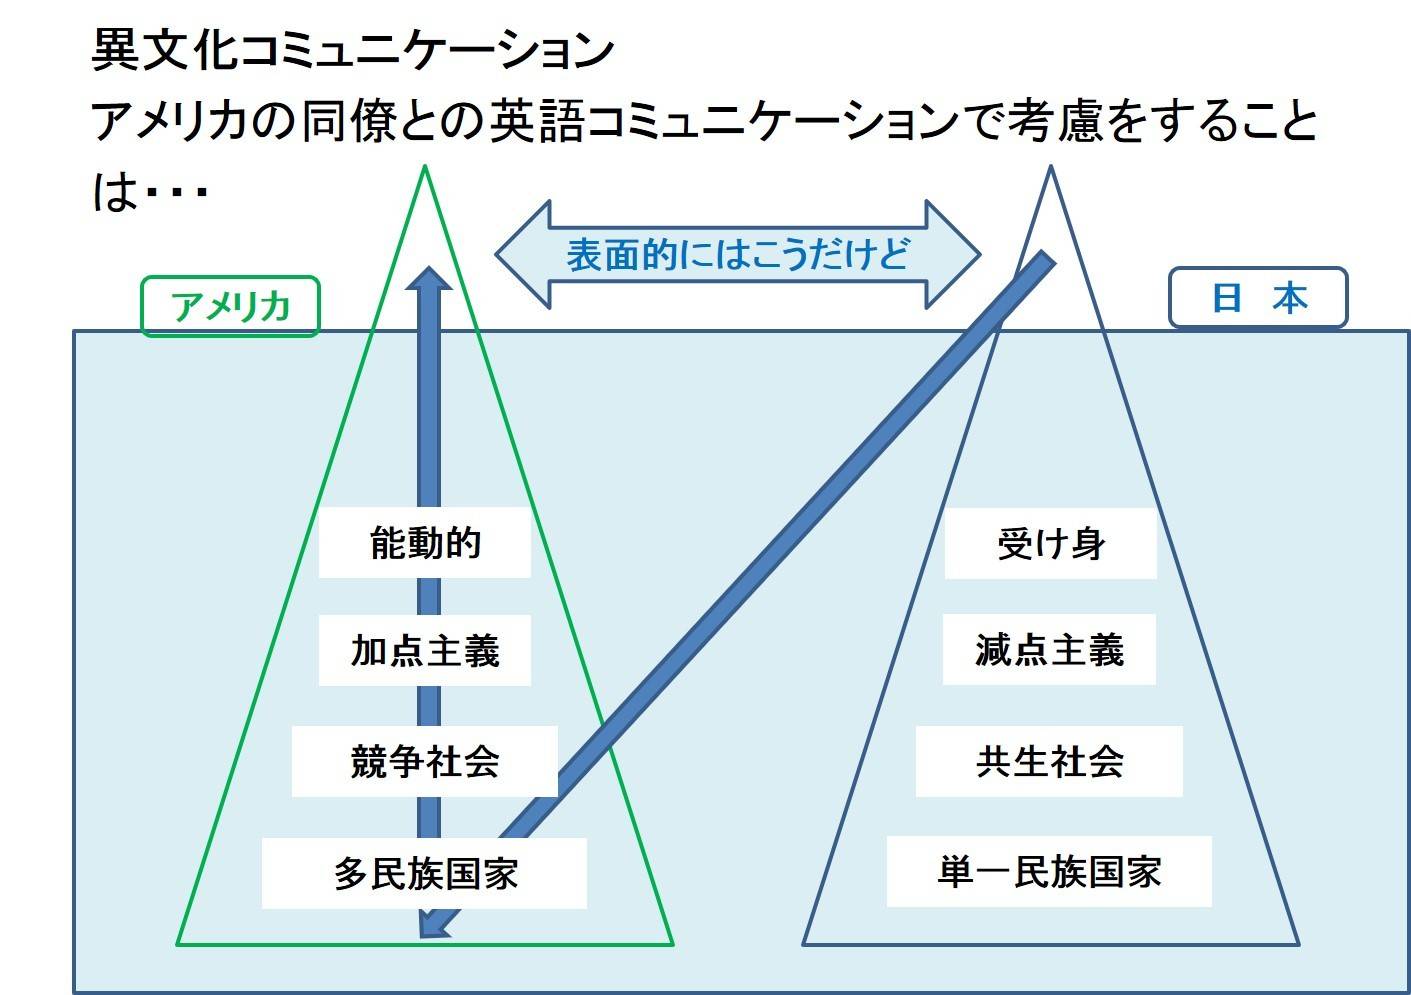 異文化コミュニケーション
アメリカの同僚との英語コミュニケーションで考慮をすること
は・・・
表面的にはこうだけど
アメリカ
日　本
能動的
受け身
加点主義
減点主義
競争社会
共生社会
多民族国家
単一民族国家